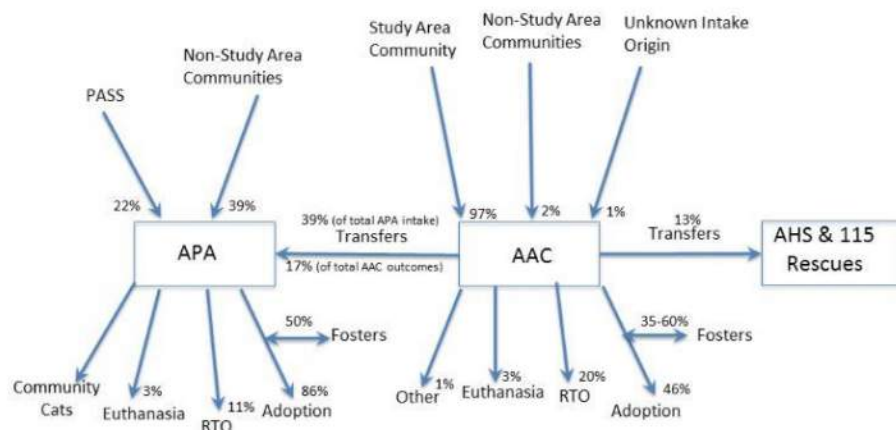 Study Area
Community
Non-Study Area
Communities
Unknown Intake
Origin
Non-Study Area
Communities
PASS
22%
39%
39% (of total APA intake)
Transfers
17% (of total AAC outcomes)
97%
2%
1%
13%
Transfers
APA
AAC
AHS & 115
Rescues
50%
Fosters
35-60%
Fosters
Community
Cats
3%
Euthanasia
11%
RTO
86%
Adoption
1%
Other
3%
Euthanasia
20%
RTO
46%
Adoption